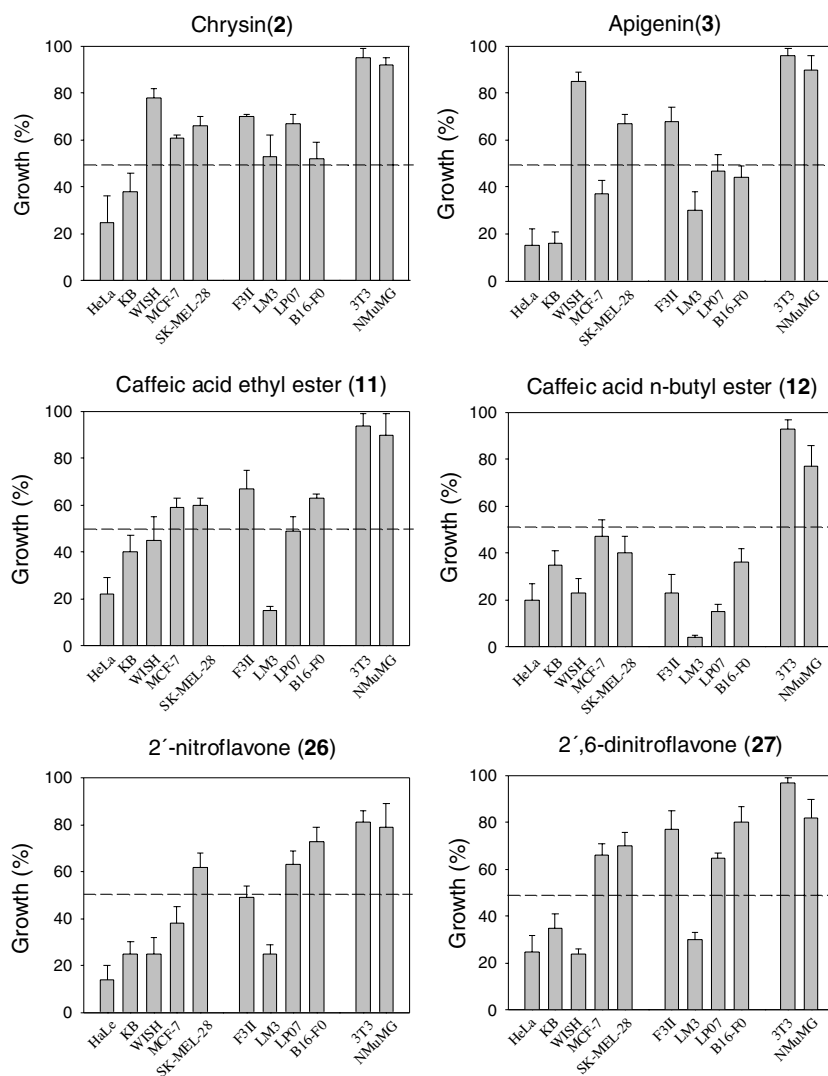 Chrysin(2)
Growth (%)
100
80
60
40
20
0
HeLa
KB
WISH
MCF-7
SK-MEL-28
F3II
LM3
LP07
B16-F0
3T3
NMuMG
Apigenin(3)
Growth (%)
100
80
60
40
20
0
HeLa
KB
WISH
MCF-7
SK-MEL-28
F3II
LM3
LP07
B16-F0
3T3
NMuMG
Caffeic acid ethyl ester (11)
Growth (%)
100
80
60
40
20
0
HeLa
KB
WISH
MCF-7
SK-MEL-28
F3II
LM3
LP07
B16-F0
3T3
NMuMG
Caffeic acid n-butyl ester (12)
Growth (%)
100
80
60
40
20
0
HeLa
KB
WISH
MCF-7
SK-MEL-28
F3II
LM3
LP07
B16-F0
3T3
NMuMG
2´-nitroflavone (26)
Growth (%)
100
80
60
40
20
0
HaLe
KB
WISH
MCF-7
SK-MEL-28
F3II
LM3
LP07
B16-F0
3T3
NMuMG
2´,6-dinitroflavone (27)
Growth (%)
100
80
60
40
20
0
HeLa
KB
WISH
MCF-7
SK-MEL-28
F3II
LM3
LP07
B16-F0
3T3
NMuMG